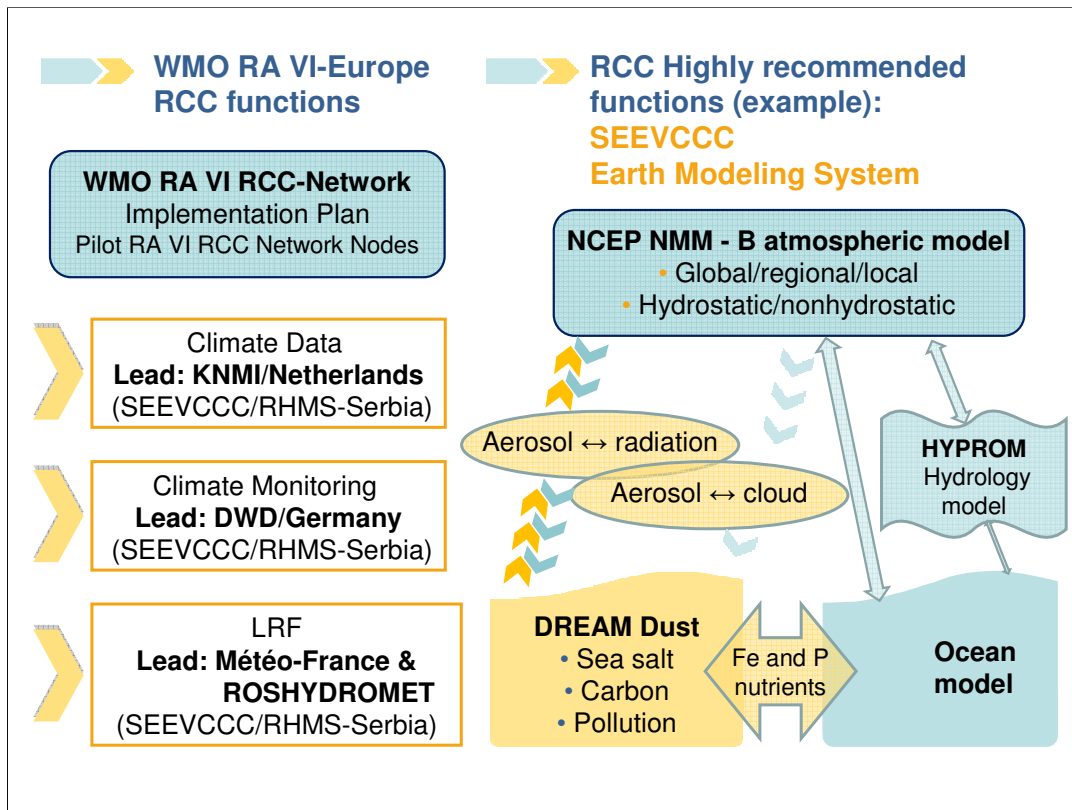 WMO RA VI-Europe
RCC functions
WMO RA VI RCC-Network
Implementation Plan
Pilot RA VI RCC Network Nodes
Climate Data
Lead: KNMI/Netherlands
(SEEVCCC/RHMS-Serbia)
Climate Monitoring
Lead: DWD/Germany
(SEEVCCC/RHMS-Serbia)
LRF
Lead: Météo-France &
ROSHYDROMET
(SEEVCCC/RHMS-Serbia)
RCC Highly recommended
functions (example):
SEEVCCC
Earth Modeling System
NCEP NMM - B atmospheric model
• Global/regional/local
• Hydrostatic/nonhydrostatic
Aerosol ↔ radiation
Aerosol ↔ cloud
HYPROM
Hydrology
model
DREAM Dust
• Sea salt
• Carbon
• Pollution
Fe and P
nutrients
Ocean
model